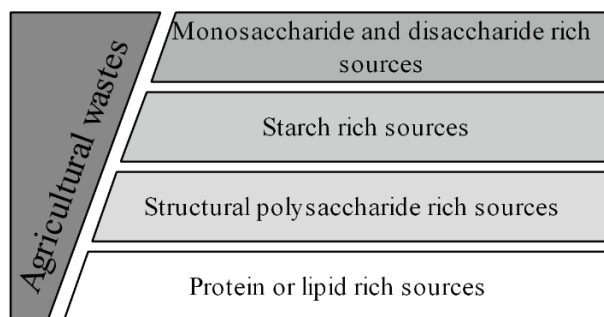 Agricultural wastes
Monosaccharide and disaccharide rich
sources
Starch rich sources
Structural polysaccharide rich sources
Protein or lipid rich sources